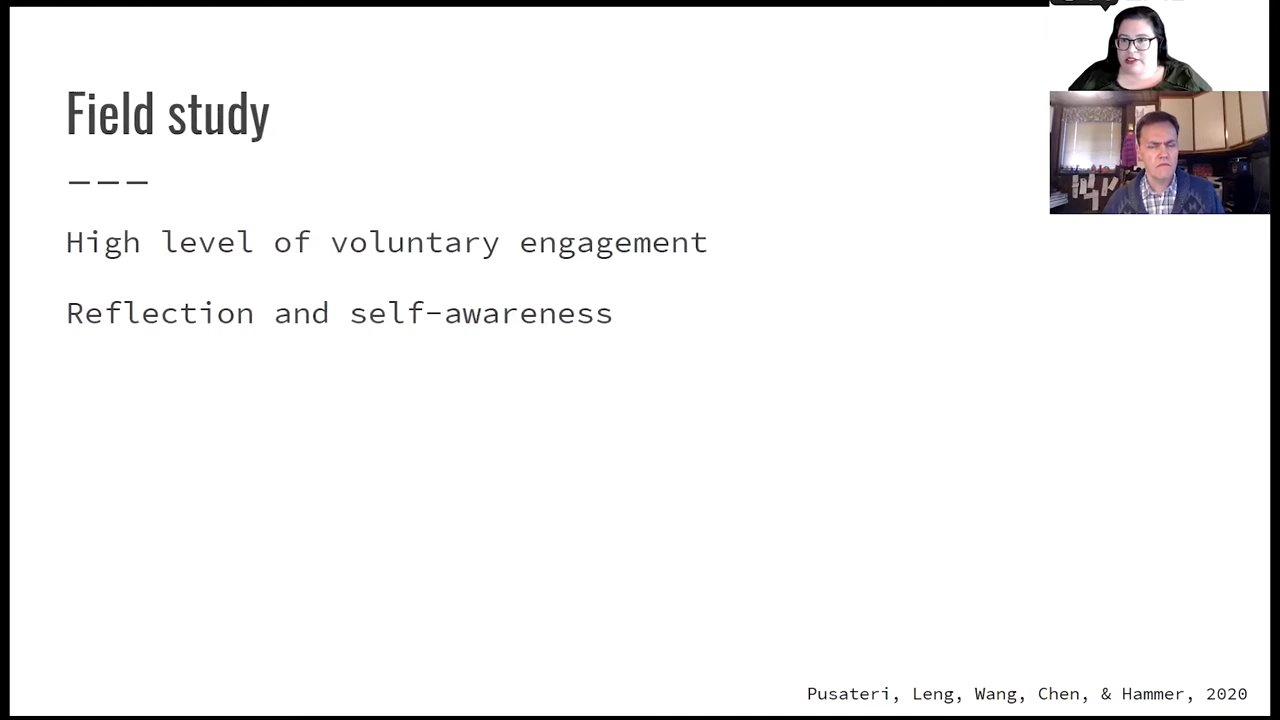 Field study
———
High level of voluntary engagement
Reflection and self-awareness
Pusateri, Leng, Wang, Chen, & Hammer, 2020